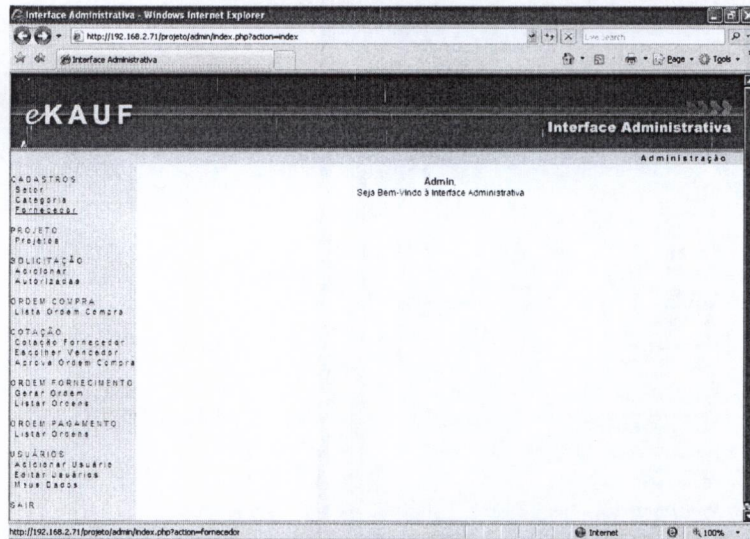 Interface Administrativa - Windows Internet Explorer
http://192.168.2.71/projeto/admin/index.php?action=index
Live Search
Interface Administrativa
Page
Tools
eKAUF
Interface Administrativa
Administração
CADASTROS
Setor
Categoria
Fornecedor
PROJETO
Projetos
SOLICITAÇÃO
Adicionar
Autorizadas
ORDEM COMPRA
Lista Ordem Compra
COTAÇÃO
Cotação Fornecedor
Escolher Vencedor
Aprova Ordem Compra
ORDEM FORNECIMENTO
Gerar Ordem
Listar Ordens
ORDEM PAGAMENTO
Listar Ordens
USUÁRIOS
Adicionar Usuário
Editar Usuários
Meus Dados
SAIR
Admin,
Seja Bem-Vindo à Interface Administrativa
http://192.168.2.71/projeto/admin/index.php?action=fornecedor
Internet
100%